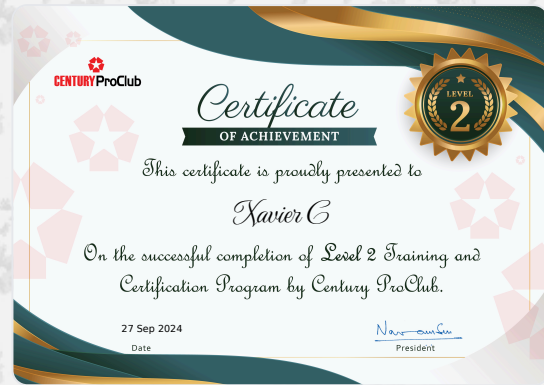 CENTURY ProClub
Certificate
OF ACHIEVEMENT
LEVEL
2
This certificate is proudly presented to
Xavier C
On the successful completion of Level 2 Training and
Certification Program by Century ProClub.
27 Sep 2024
Date
President